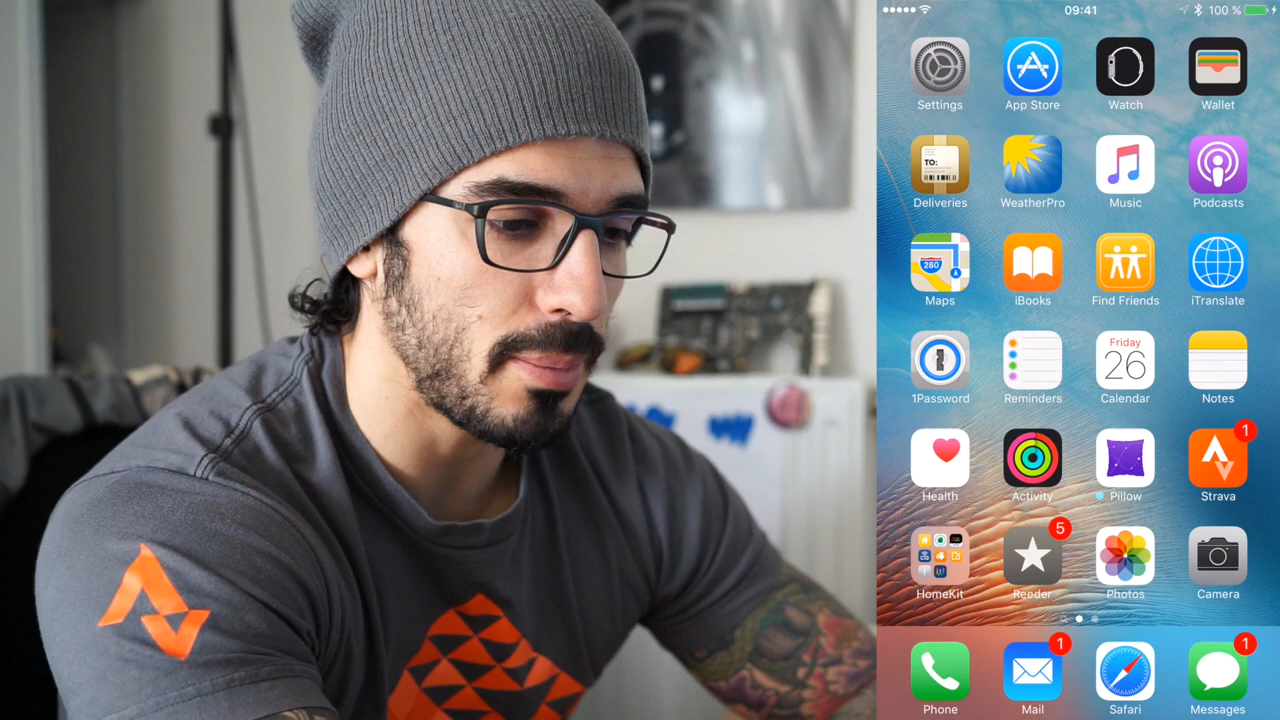 09:41
100 %
Settings
App Store
Watch
Wallet
TO:
Deliveries
WeatherPro
Music
Podcasts
280
Maps
iBooks
Find Friends
iTranslate
1Password
Reminders
Friday
26
Calendar
Notes
1
Health
Activity
Pillow
Strava
5
HomeKit
Reeder
Photos
Camera
1
1
Phone
Mail
Safari
Messages